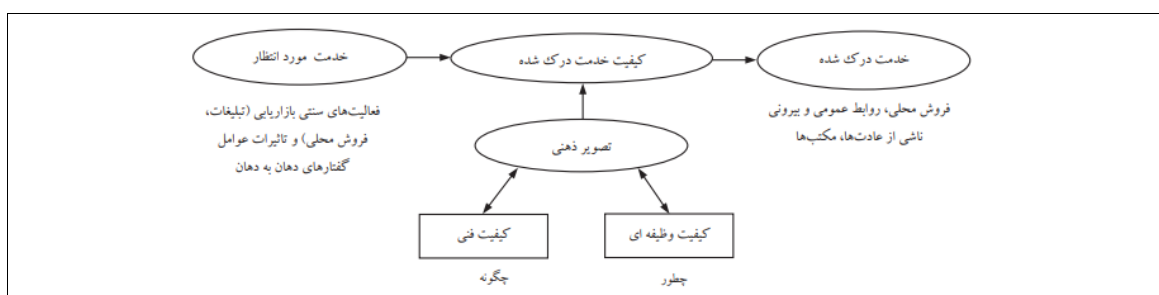 خدمت مورد انتظار
کیفیت خدمت درک شده
خدمت درک شده
فعالیت‌های سنتی بازاریابی (تبلیغات،
فروش محلی) و تاثیرات عوامل
گفتارهای دهان به دهان
فروش محلی، روابط عمومی و بیرونی
ناشی از عادت‌ها، مکتب‌ها
تصویر ذهنی
کیفیت فنی
کیفیت وظیفه ای
چگونه
چطور